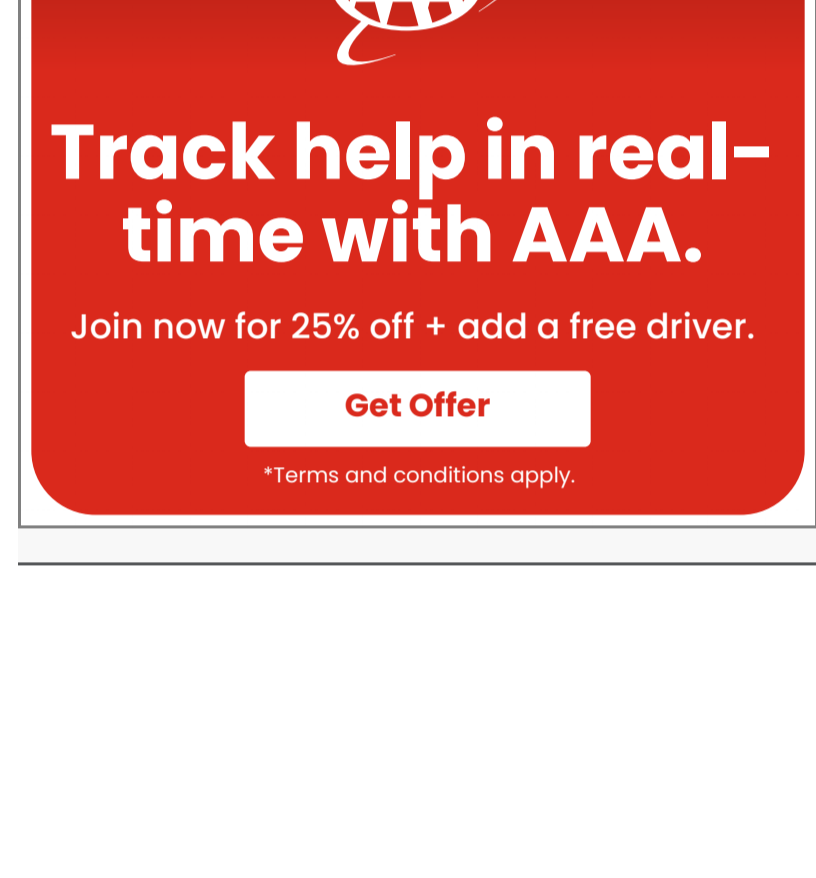 Track help in real-
time with AAA.
Join now for 25% off + add a free driver.
Get Offer
*Terms and conditions apply.